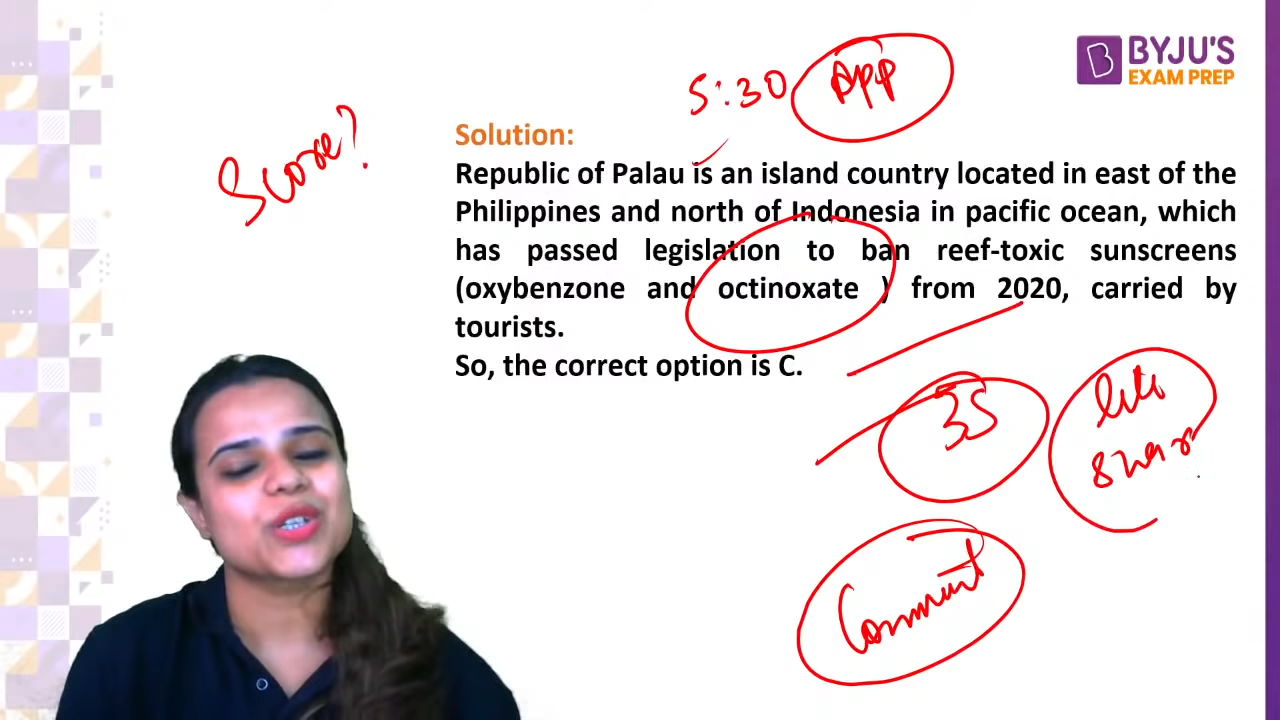 BYJU'S
EXAM PREP
5:30 App
Score?
Solution:
Republic of Palau is an island country located in east of the
Philippines and north of Indonesia in pacific ocean, which
has passed legislation to ban reef-toxic sunscreens
(oxybenzone and octinoxate ) from 2020, carried by
tourists.
So, the correct option is C.
35
share
Comment